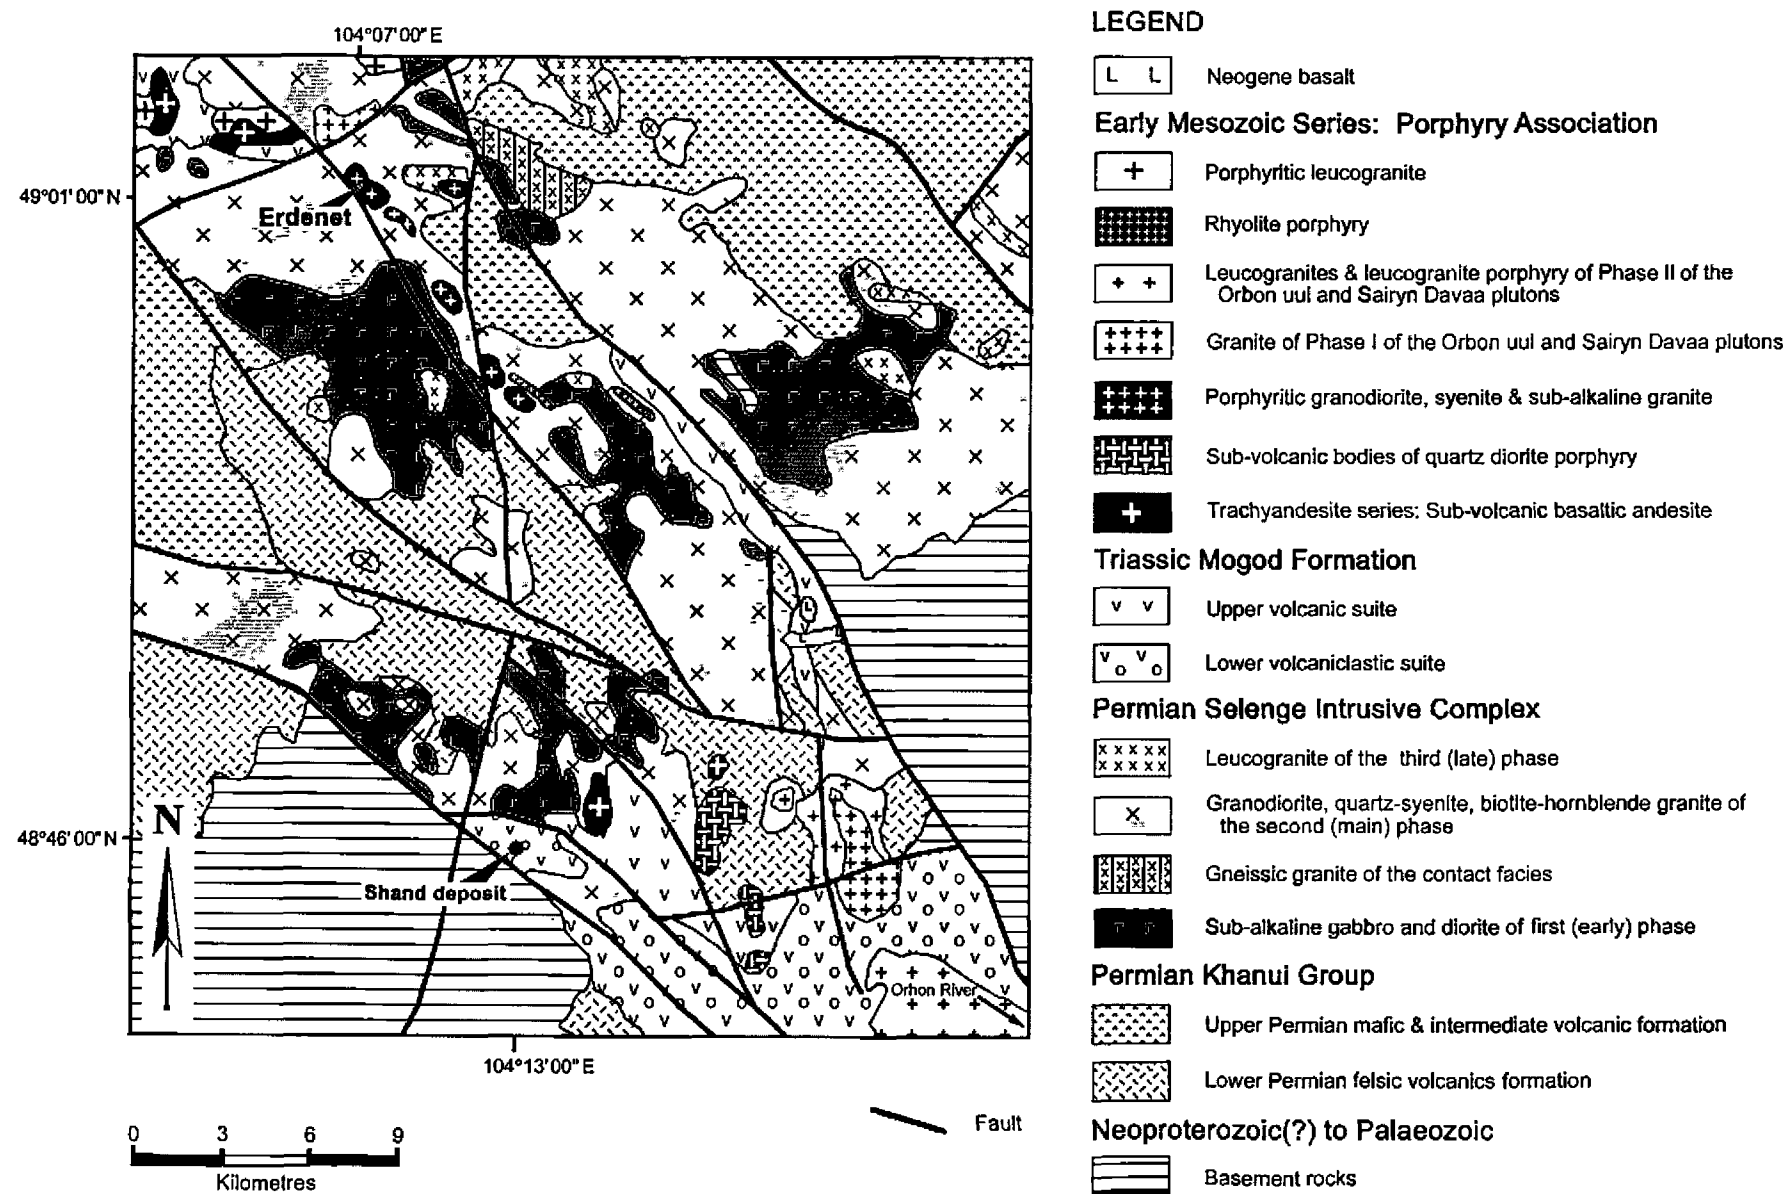 104°07'00"E
49°01'00"N
Erdenet
N
48°46'00"N
Shand deposit
Orhon River
104°13'00"E
Fault
0 3 6 9
Kilometres
LEGEND
L L Neogene basalt
Early Mesozoic Series: Porphyry Association
Porphyritic leucogranite
Rhyolite porphyry
Leucogranites & leucogranite porphyry of Phase II of the
Orbon uul and Sairyn Davaa plutons
Granite of Phase I of the Orbon uul and Sairyn Davaa plutons
Porphyritic granodiorite, syenite & sub-alkaline granite
Sub-volcanic bodies of quartz diorite porphyry
Trachyandesite series: Sub-volcanic basaltic andesite
Triassic Mogod Formation
v v Upper volcanic suite
v o v o Lower volcaniclastic suite
Permian Selenge Intrusive Complex
Leucogranite of the third (late) phase
Granodiorite, quartz-syenite, biotite-hornblende granite of
the second (main) phase
Gneissic granite of the contact facies
Sub-alkaline gabbro and diorite of first (early) phase
Permian Khanui Group
Upper Permian mafic & intermediate volcanic formation
Lower Permian felsic volcanics formation
Neoproterozoic(?) to Palaeozoic
Basement rocks